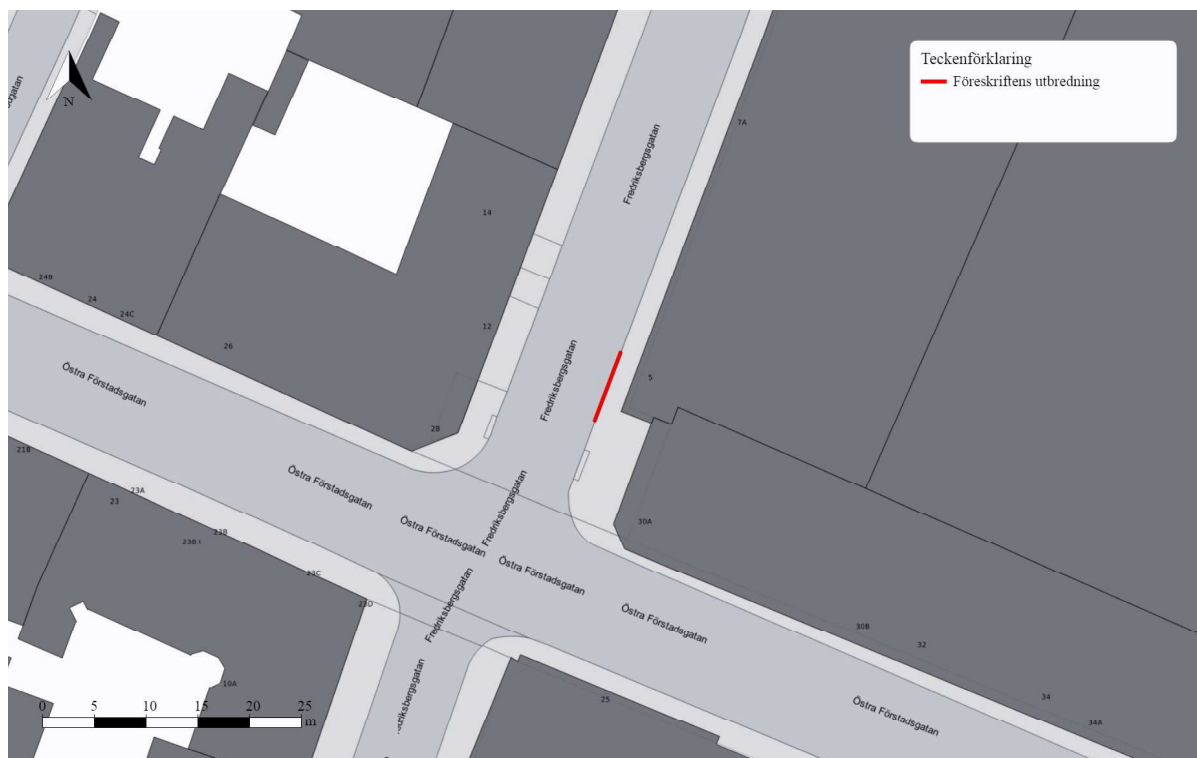 Teckenförklaring
Föreskriftens utbredning
N
7A
Fredriksbergsgatan
14
24B
24
24C
12
26
Östra Förstadsgatan
Fredriksbergsgatan
5
28
21B
23A
23
Östra Förstadsgatan
Fredriksbergsgatan
30A
23B
Östra Förstadsgatan
23C
Östra Förstadsgatan
23D
Fredriksbergsgatan
Östra Förstadsgatan
30B
32
10A
25
34
34A
Östra Förstadsgatan
0 5 10 15 20 25
m